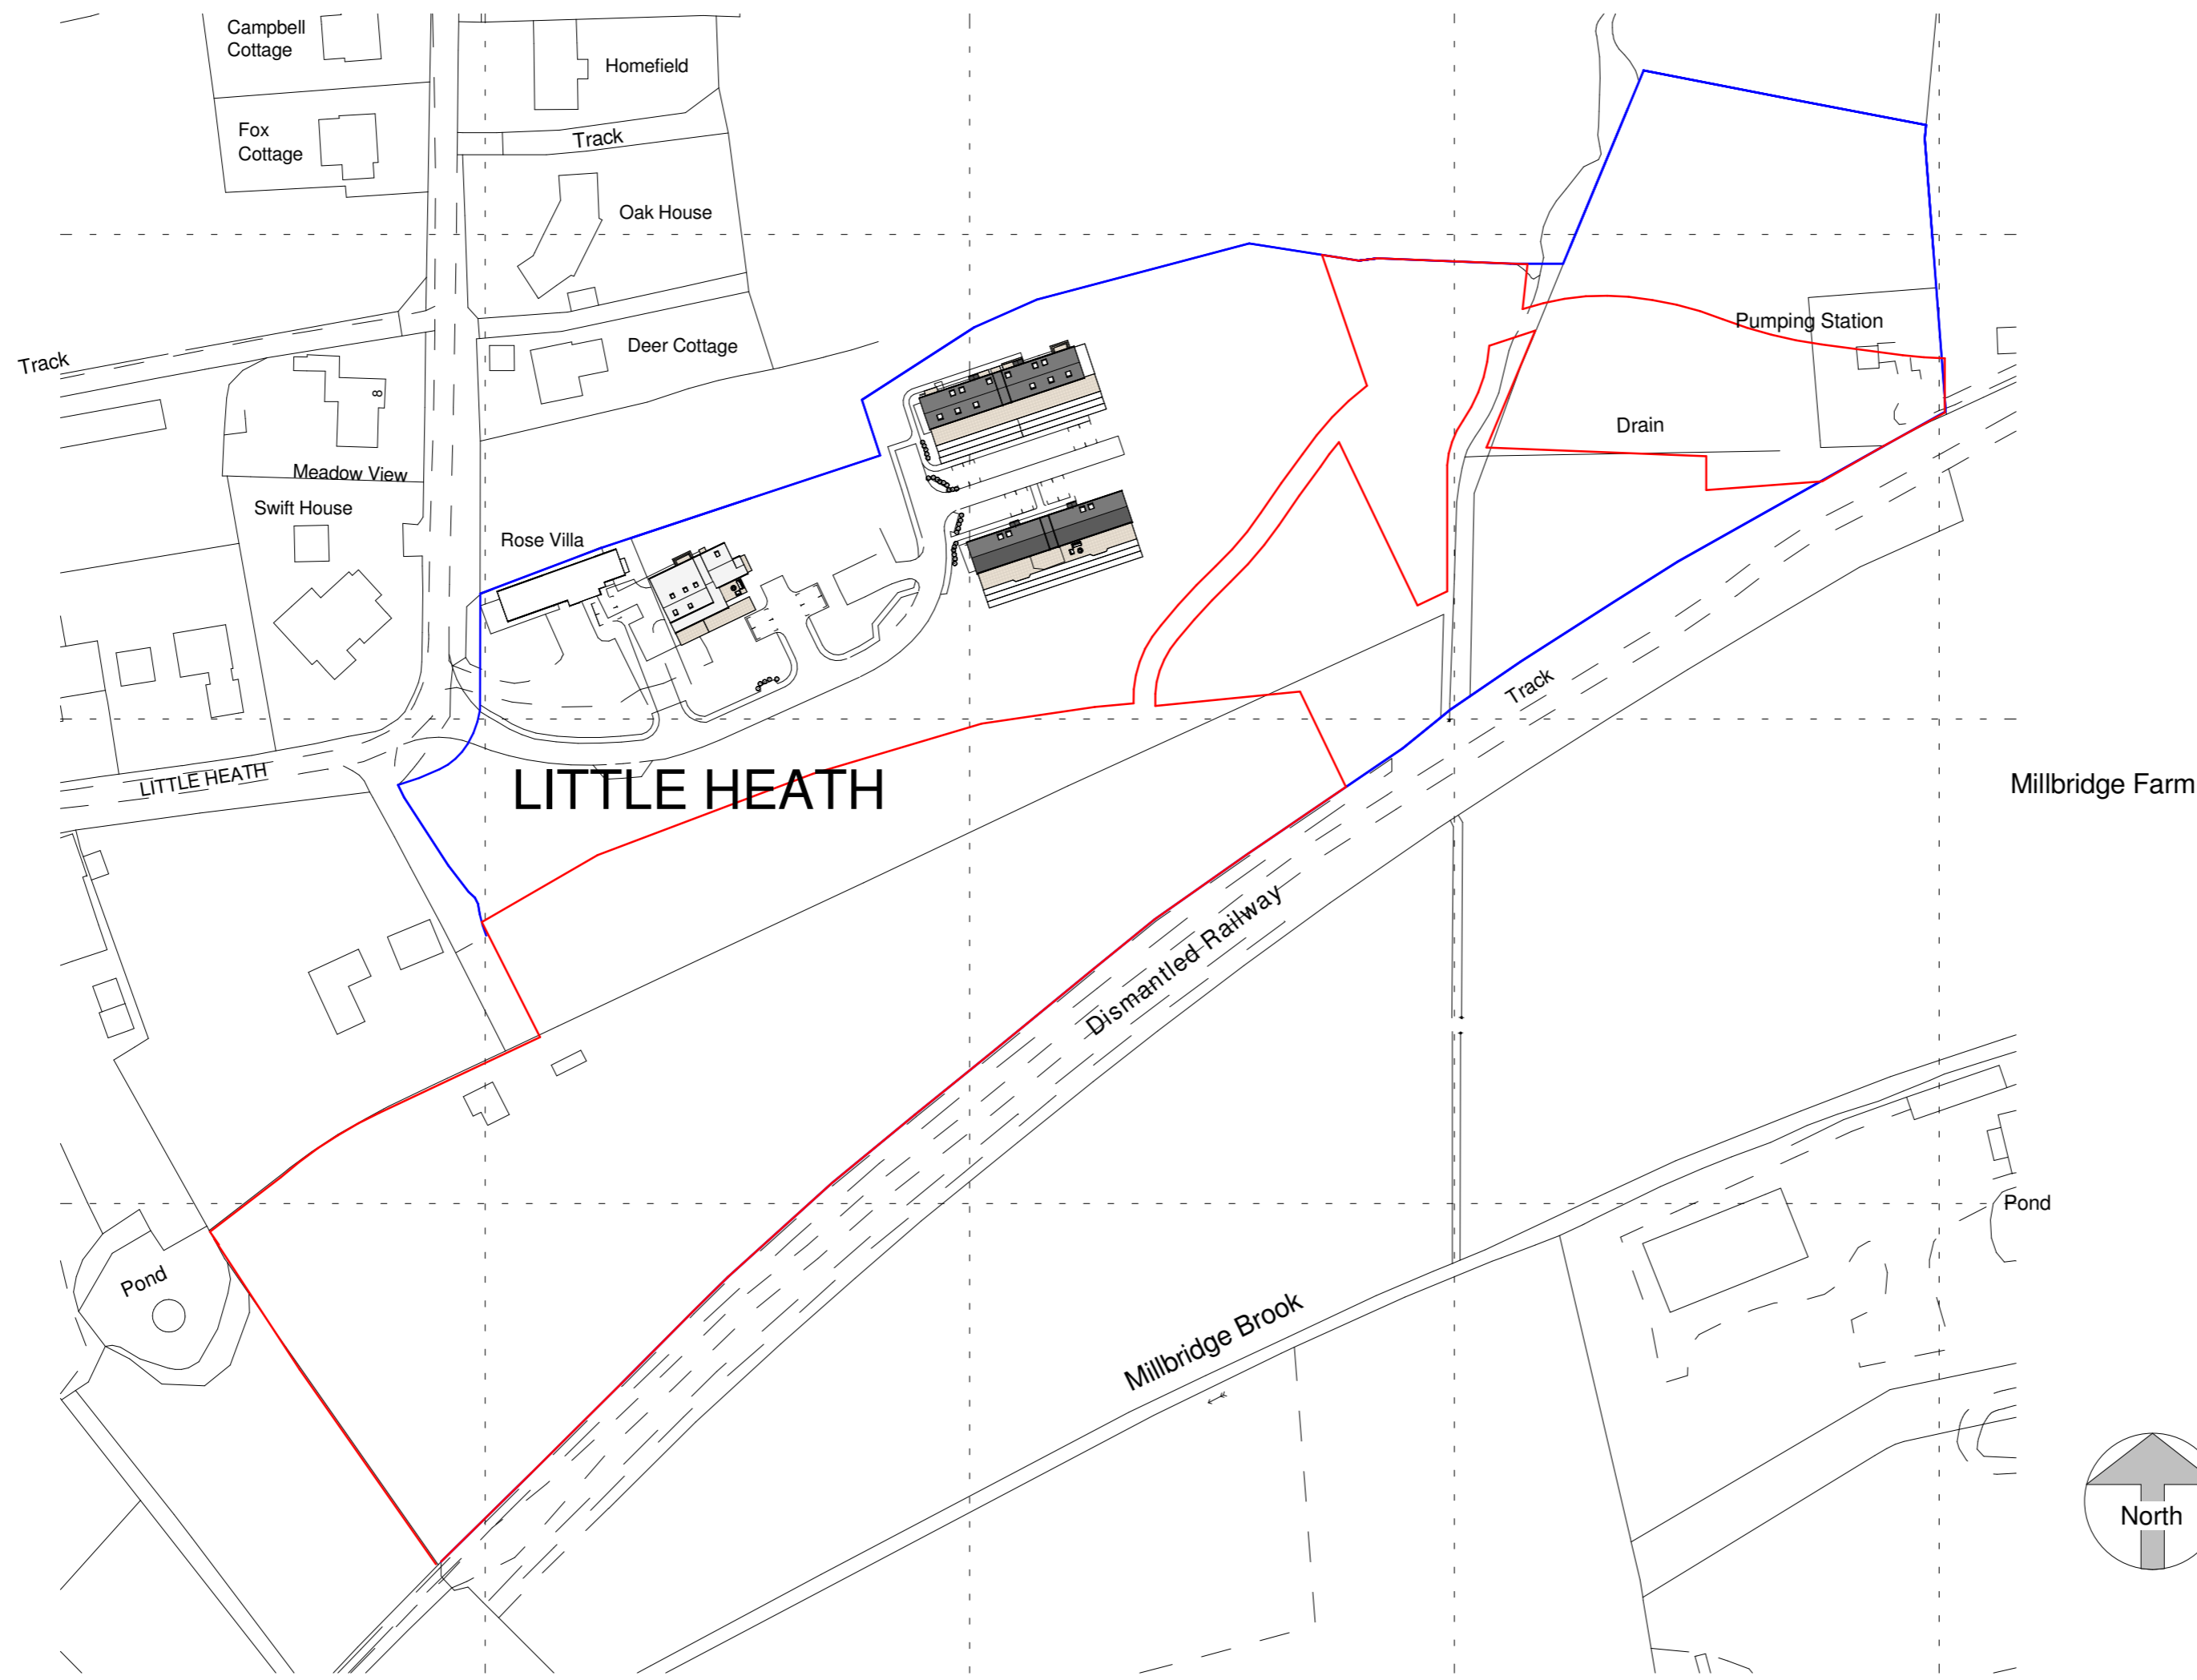 Campbell
Cottage
Homefield
Fox
Cottage
Track
Oak House
Pumping Station
Deer Cottage
Track
8
Drain
Meadow View
Swift House
Rose Villa
Track
LITTLE HEATH
LITTLE HEATH
Millbridge Farm
Dismantled Railway
Pond
Pond
Millbridge Brook
North